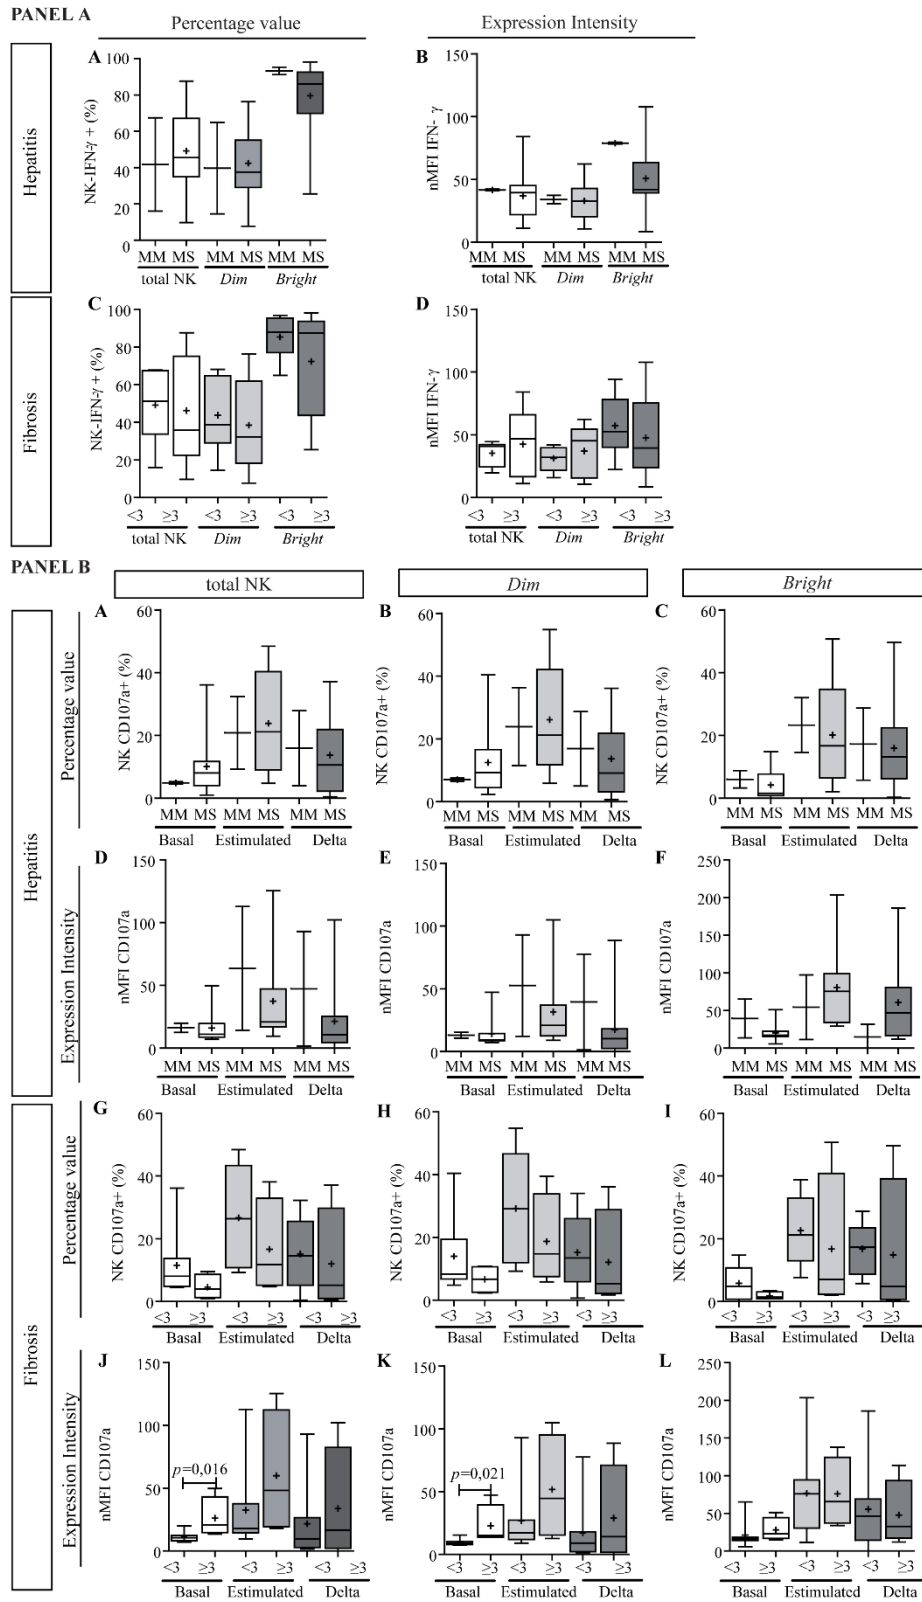 PANEL A
Percentage value
Expression Intensity
Hepatitis
A
NK-IFN-γ + (%)
100
80
60
40
20
0
MM MS MM MS MM MS
total NK Dim Bright
B
nMFI IFN- γ
150
100
50
0
MM MS MM MS MM MS
total NK Dim Bright
Fibrosis
C
NK-IFN-γ + (%)
100
80
60
40
20
0
<3 ≥3 <3 ≥3 <3 ≥3
total NK Dim Bright
D
nMFI IFN-γ
150
100
50
0
<3 ≥3 <3 ≥3 <3 ≥3
total NK Dim Bright
PANEL B
total NK
Dim
Bright
Hepatitis
Percentage value
A
NK CD107a+ (%)
60
40
20
0
MM MS MM MS MM MS
Basal Estimulated Delta
B
NK CD107a+ (%)
60
40
20
0
MM MS MM MS MM MS
Basal Estimulated Delta
C
NK CD107a+ (%)
60
40
20
0
MM MS MM MS MM MS
Basal Estimulated Delta
Expression Intensity
D
nMFI CD107a
150
100
50
0
MM MS MM MS MM MS
Basal Estimulated Delta
E
nMFI CD107a
150
100
50
0
MM MS MM MS MM MS
Basal Estimulated Delta
F
nMFI CD107a
250
200
150
100
50
0
MM MS MM MS MM MS
Basal Estimulated Delta
Fibrosis
Percentage value
G
NK CD107a+ (%)
60
40
20
0
<3 ≥3 <3 ≥3 <3 ≥3
Basal Estimulated Delta
H
NK CD107a+ (%)
60
40
20
0
<3 ≥3 <3 ≥3 <3 ≥3
Basal Estimulated Delta
I
NK CD107a+ (%)
60
40
20
0
<3 ≥3 <3 ≥3 <3 ≥3
Basal Estimulated Delta
Expression Intensity
J
nMFI CD107a
150
100
50
0
p=0,016
<3 ≥3 <3 ≥3 <3 ≥3
Basal Estimulated Delta
K
nMFI CD107a
150
100
50
0
p=0,021
<3 ≥3 <3 ≥3 <3 ≥3
Basal Estimulated Delta
L
nMFI CD107a
250
200
150
100
50
0
<3 ≥3 <3 ≥3 <3 ≥3
Basal Estimulated Delta